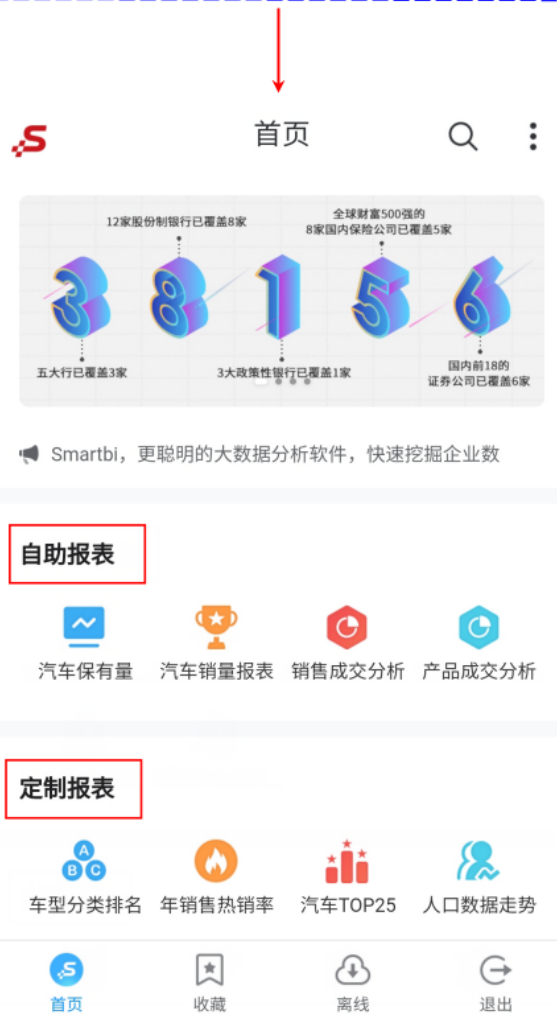 首页
12家股份制银行已覆盖8家
全球财富500强的
8家国内保险公司已覆盖5家
3 8 1 5 6
五大行已覆盖3家
3大政策性银行已覆盖1家
国内前18的
证券公司已覆盖6家
Smartbi，更聪明的大数据分析软件，快速挖掘企业数
自助报表
汽车保有量 汽车销量报表 销售成交分析 产品成交分析
定制报表
A
B C
车型分类排名 年销售热销率 汽车TOP25 人口数据走势
首页 收藏 离线 退出